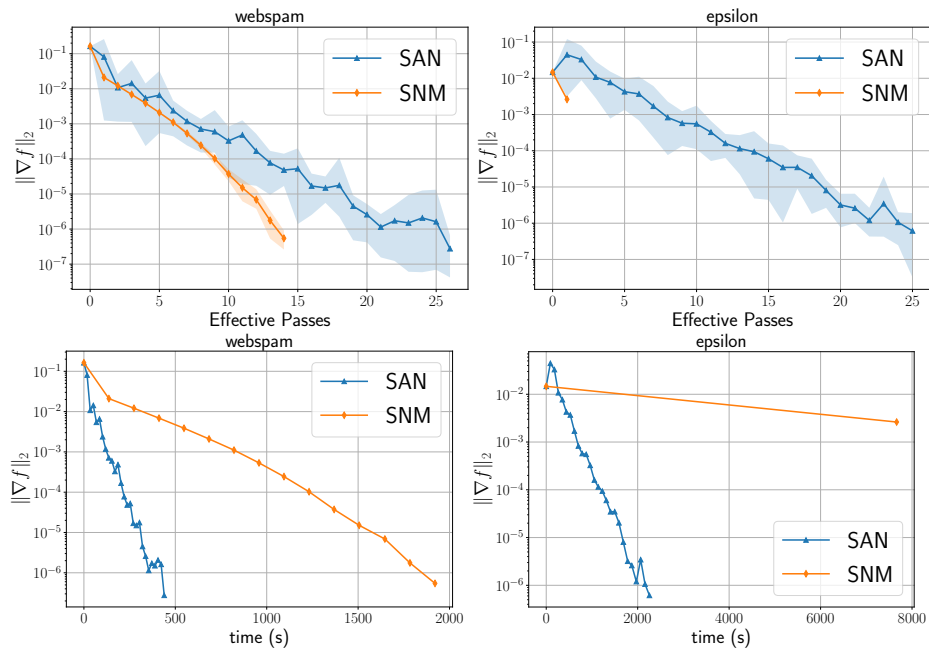 webspam
10^{-1}
10^{-2}
10^{-3}
10^{-4}
10^{-5}
10^{-6}
10^{-7}
‖∇f‖₂
SAN
SNM
0 5 10 15 20 25
Effective Passes
epsilon
10^{-1}
10^{-2}
10^{-3}
10^{-4}
10^{-5}
10^{-6}
10^{-7}
‖∇f‖₂
SAN
SNM
0 5 10 15 20 25
Effective Passes
webspam
10^{-1}
10^{-2}
10^{-3}
10^{-4}
10^{-5}
10^{-6}
‖∇f‖₂
SAN
SNM
0 500 1000 1500 2000
time (s)
epsilon
10^{-2}
10^{-3}
10^{-4}
10^{-5}
10^{-6}
‖∇f‖₂
SAN
SNM
0 2000 4000 6000 8000
time (s)